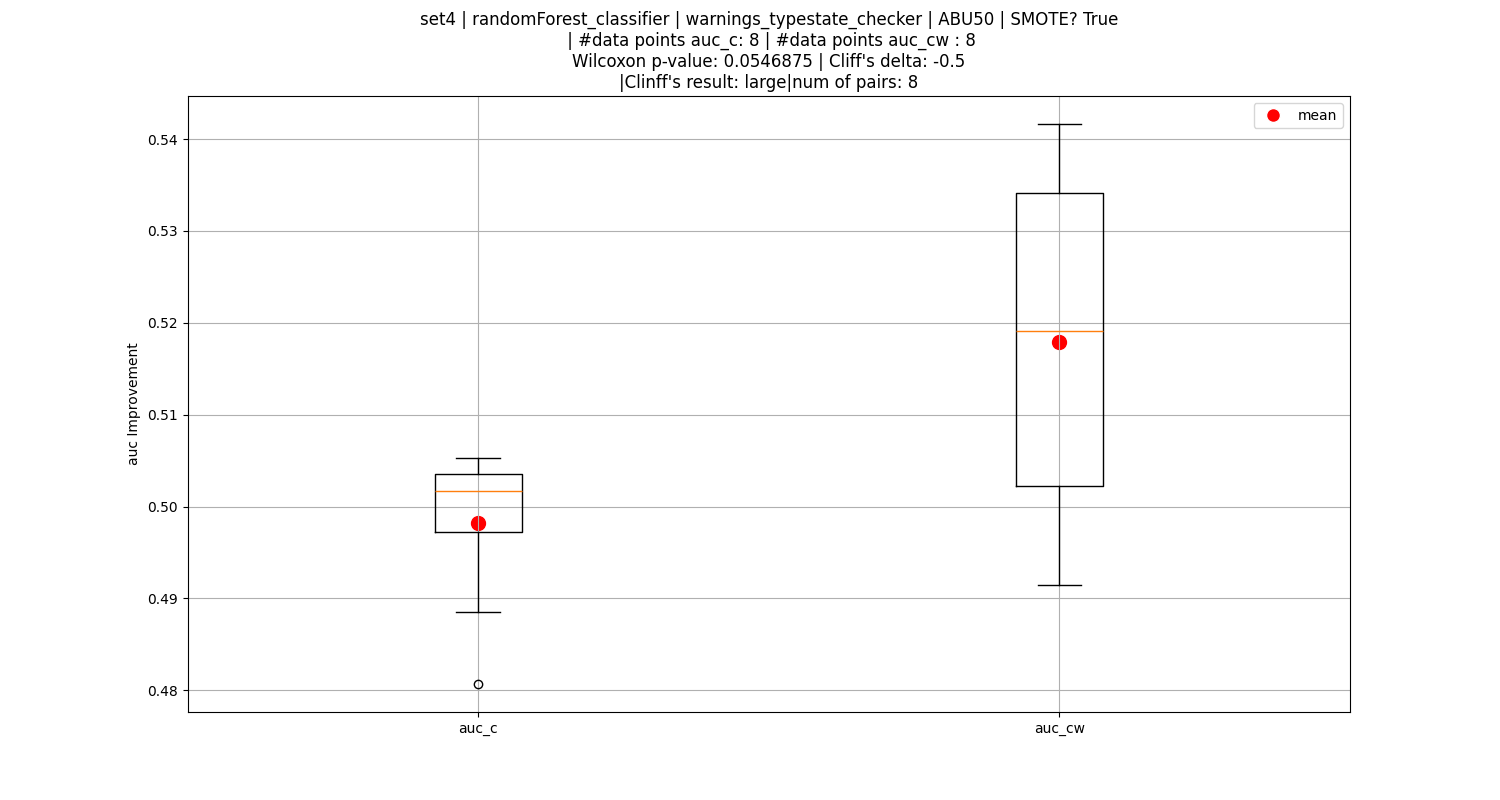 set4 | randomForest_classifier | warnings_typestate_checker | ABU50 | SMOTE? True
| #data points auc_c: 8 | #data points auc_cw : 8
Wilcoxon p-value: 0.0546875 | Cliff's delta: -0.5
|Clinff's result: large|num of pairs: 8
mean
0.54
0.53
0.52
0.51
0.50
0.49
0.48
auc Improvement
auc_c
auc_cw